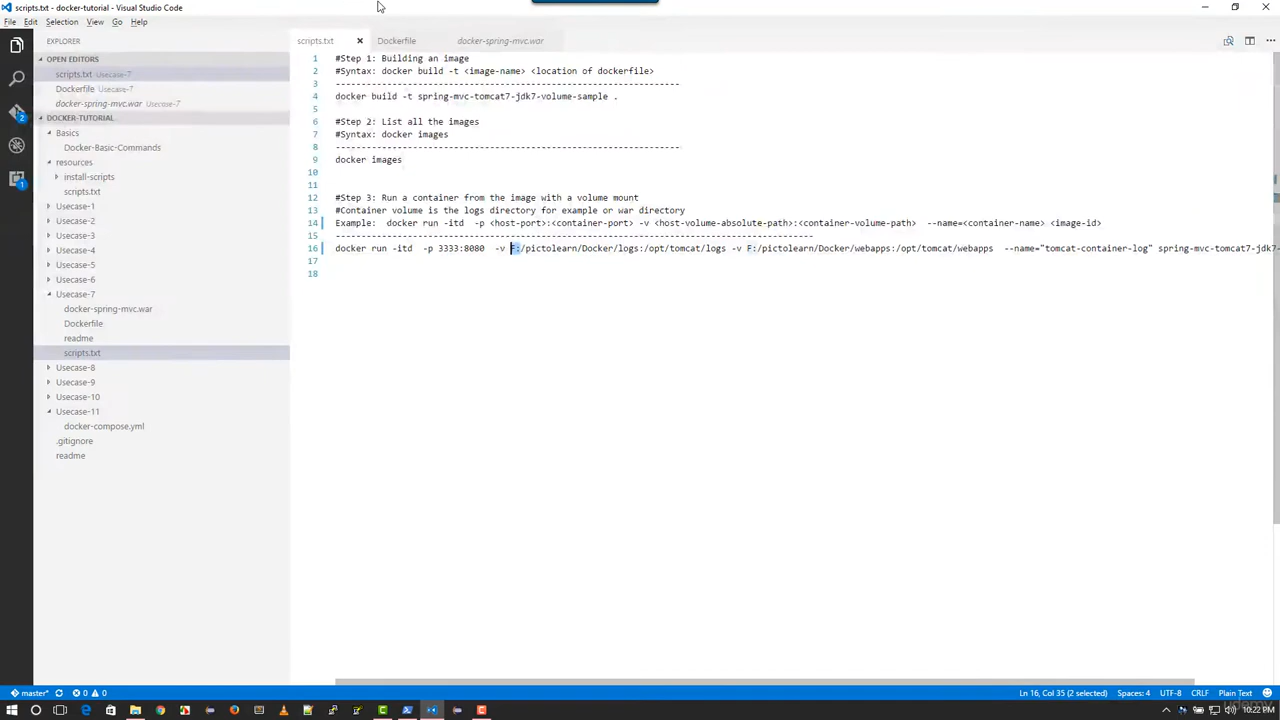 scripts.txt - docker-tutorial - Visual Studio Code
File Edit Selection View Go Help
EXPLORER
OPEN EDITORS
scripts.txt Usecase-7
Dockerfile Usecase-7
docker-spring-mvc.war Usecase-7
DOCKER-TUTORIAL
Basics
Docker-Basic-Commands
resources
install-scripts
scripts.txt
Usecase-1
Usecase-2
Usecase-3
Usecase-4
Usecase-5
Usecase-6
Usecase-7
docker-spring-mvc.war
Dockerfile
readme
scripts.txt
Usecase-8
Usecase-9
Usecase-10
Usecase-11
docker-compose.yml
.gitignore
readme
2
1
scripts.txt Dockerfile docker-spring-mvc.war
1 #Step 1: Building an image
2 #Syntax: docker build -t <image-name> <location of dockerfile>
3 ---------------------------------------------------------------
4 docker build -t spring-mvc-tomcat7-jdk7-volume-sample .
5
6 #Step 2: List all the images
7 #Syntax: docker images
8 ---------------------------------------------------------------
9 docker images
10
11
12 #Step 3: Run a container from the image with a volume mount
13 #Container volume is the logs directory for example or war directory
14 Example: docker run -itd -p <host-port>:<container-port> -v <host-volume-absolute-path>:<container-volume-path> --name=<container-name> <image-id>
15 ---------------------------------------------------------------
16 docker run -itd -p 3333:8080 -v F:/pictolearn/Docker/logs:/opt/tomcat/logs -v F:/pictolearn/Docker/webapps:/opt/tomcat/webapps --name="tomcat-container-log" spring-mvc-tomcat7-jdk7-
17
18
master* 0 0 Ln 16, Col 35 (2 selected) Spaces: 4 UTF-8 CRLF Plain Text
10:22 PM
udemy